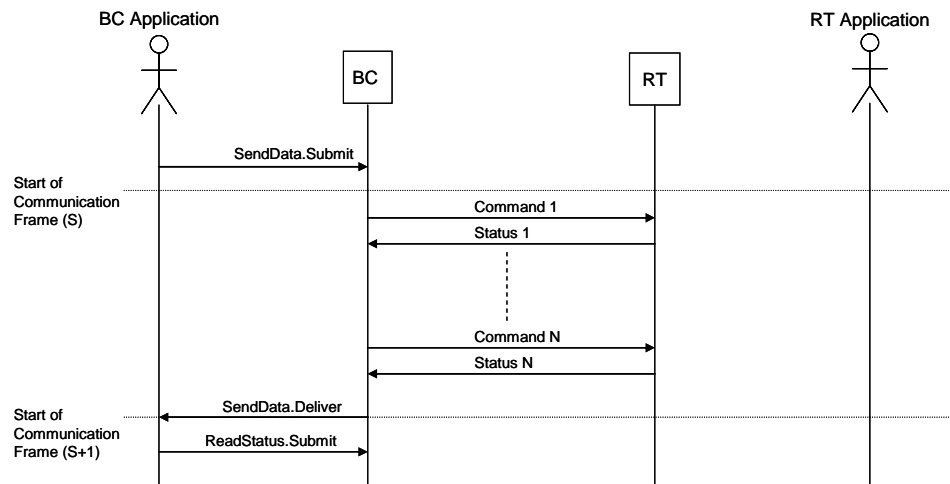 BC Application
RT Application
BC
RT
SendData.Submit
Start of
Communication
Frame (S)
Command 1
Status 1
Command N
Status N
SendData.Deliver
Start of
Communication
Frame (S+1)
ReadStatus.Submit